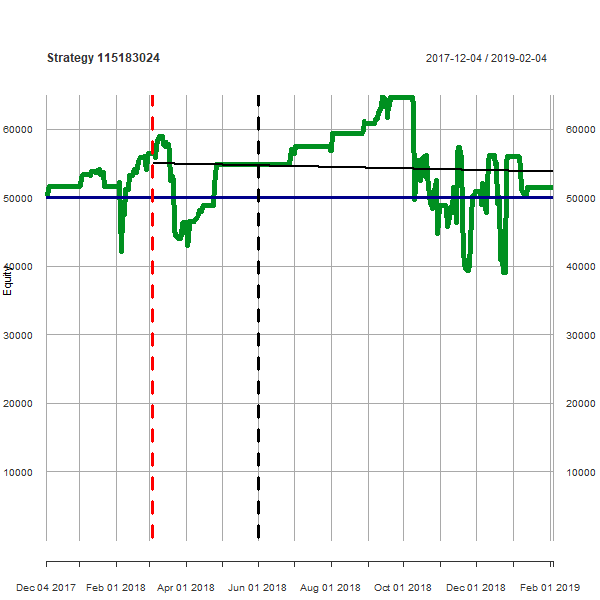 Strategy 115183024 2017-12-04 / 2019-02-04
60000 60000
50000 50000
40000 40000
Equity
30000 30000
20000 20000
10000 10000
Dec 04 2017 Feb 01 2018 Apr 01 2018 Jun 01 2018 Aug 01 2018 Oct 01 2018 Dec 01 2018 Feb 01 2019